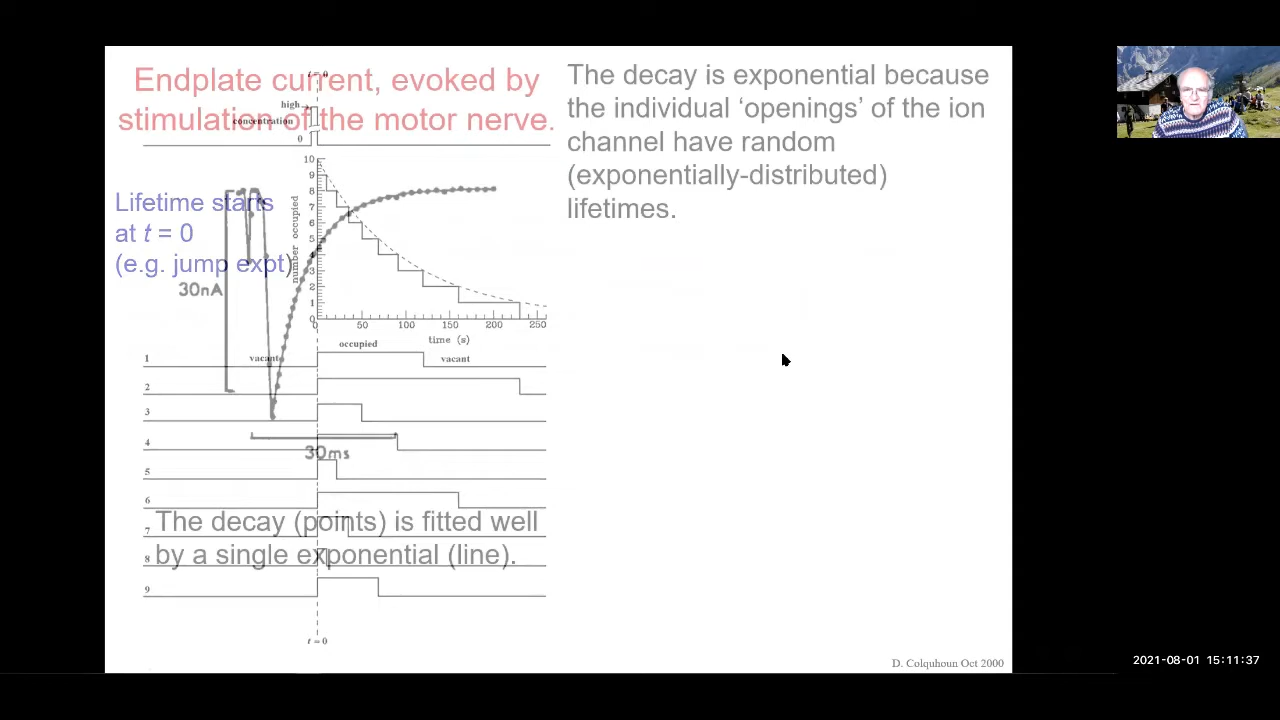 Endplate current, evoked by
stimulation of the motor nerve.
t = 0
high
concentration
0
The decay is exponential because
the individual ‘openings’ of the ion
channel have random
(exponentially-distributed)
lifetimes.
Lifetime starts
at t = 0
(e.g. jump expt)
30nA
number occupied
10
9
8
7
6
5
4
3
2
1
0
0 50 100 150 200 250
time (s)
occupied
1 vacant vacant
2
3
4
30ms
5
6
The decay (points) is fitted well
7
by a single exponential (line).
8
9
t = 0
D. Colquhoun Oct 2000
2021-08-01 15:11:37